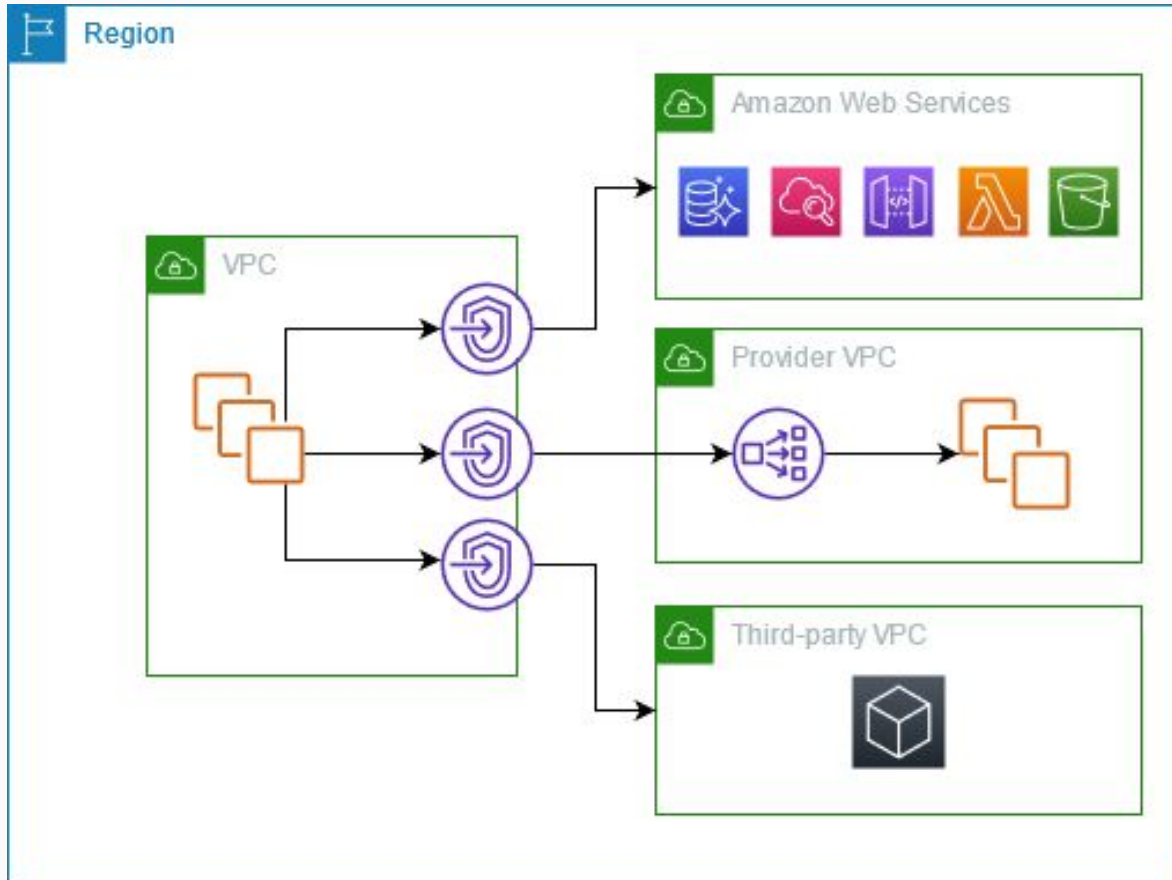 Region
Amazon Web Services
VPC
Provider VPC
Third-party VPC